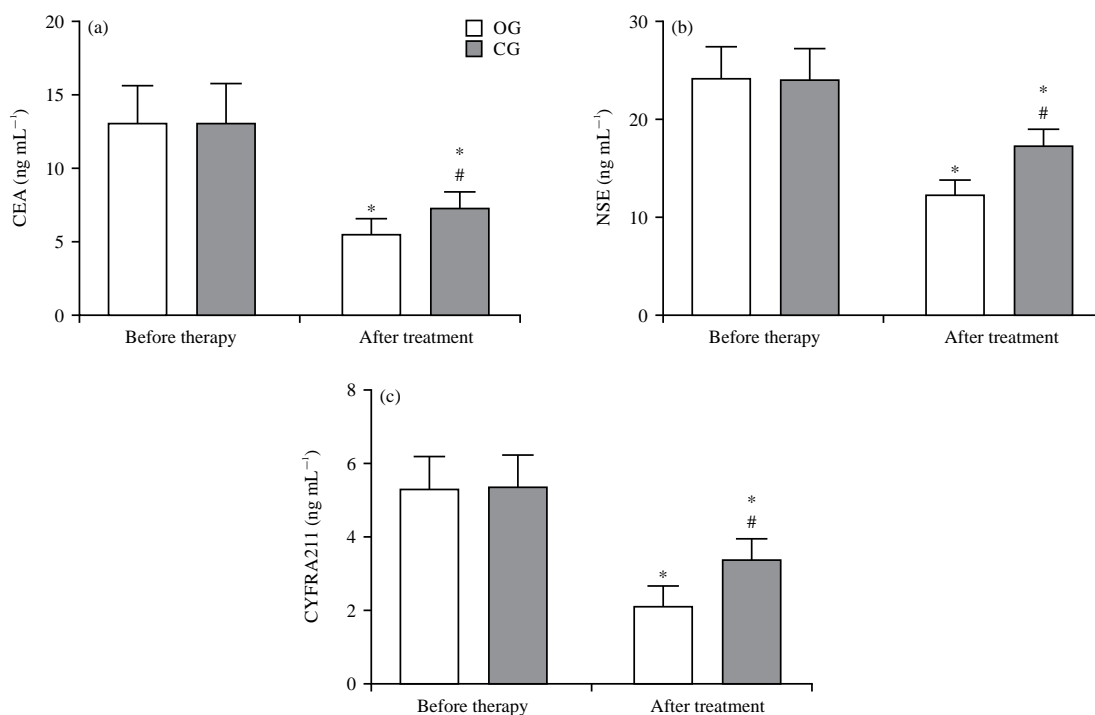 (a)
OG
CG
CEA (ng mL⁻¹)
20
15
10
5
0
*
*
#
Before therapy
After treatment
(b)
NSE (ng mL⁻¹)
30
20
10
0
*
*
#
Before therapy
After treatment
(c)
CYFRA211 (ng mL⁻¹)
8
6
4
2
0
*
*
#
Before therapy
After treatment